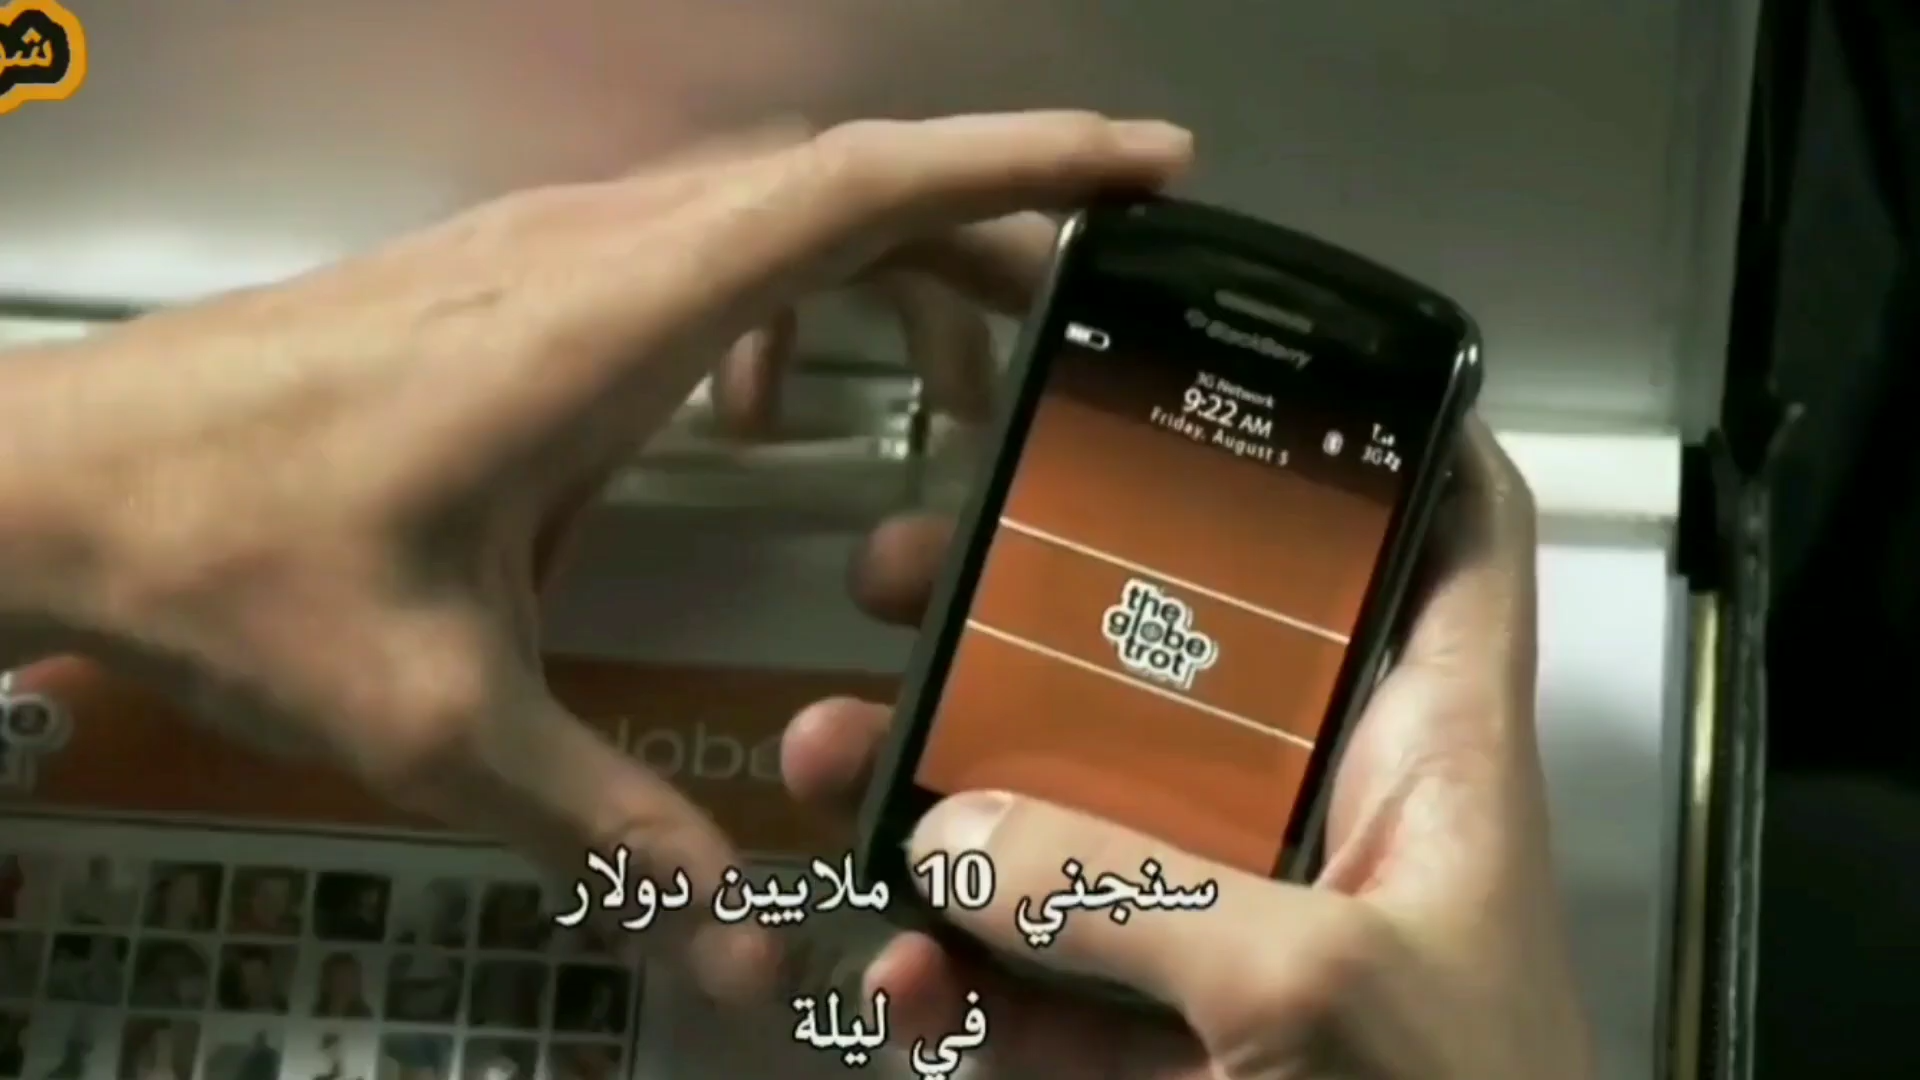 BlackBerry
3G Network
9:22 AM
Friday, August 5
3G
the
globe
trot
سنجني 10 ملايين دولار
في ليلة